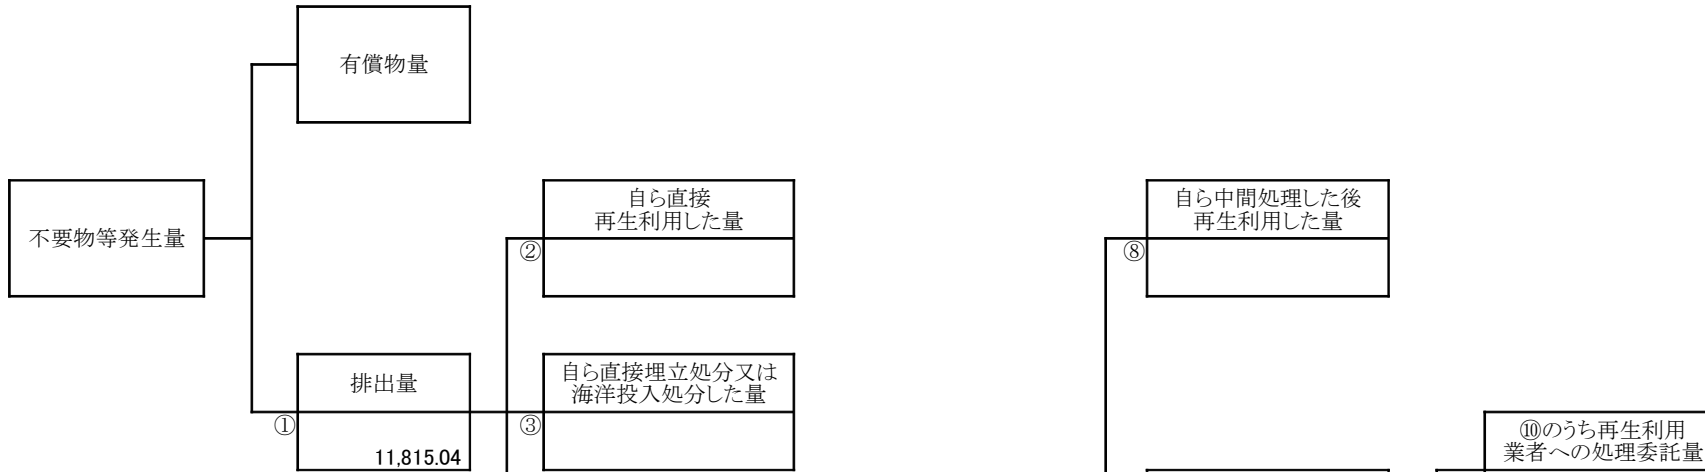 有償物量
不要物等発生量
自ら直接
再生利用した量
②
自ら中間処理した後
再生利用した量
⑧
排出量
①
11,815.04
自ら直接埋立処分又は
海洋投入処分した量
③
⑩のうち再生利用
業者への処理委託量